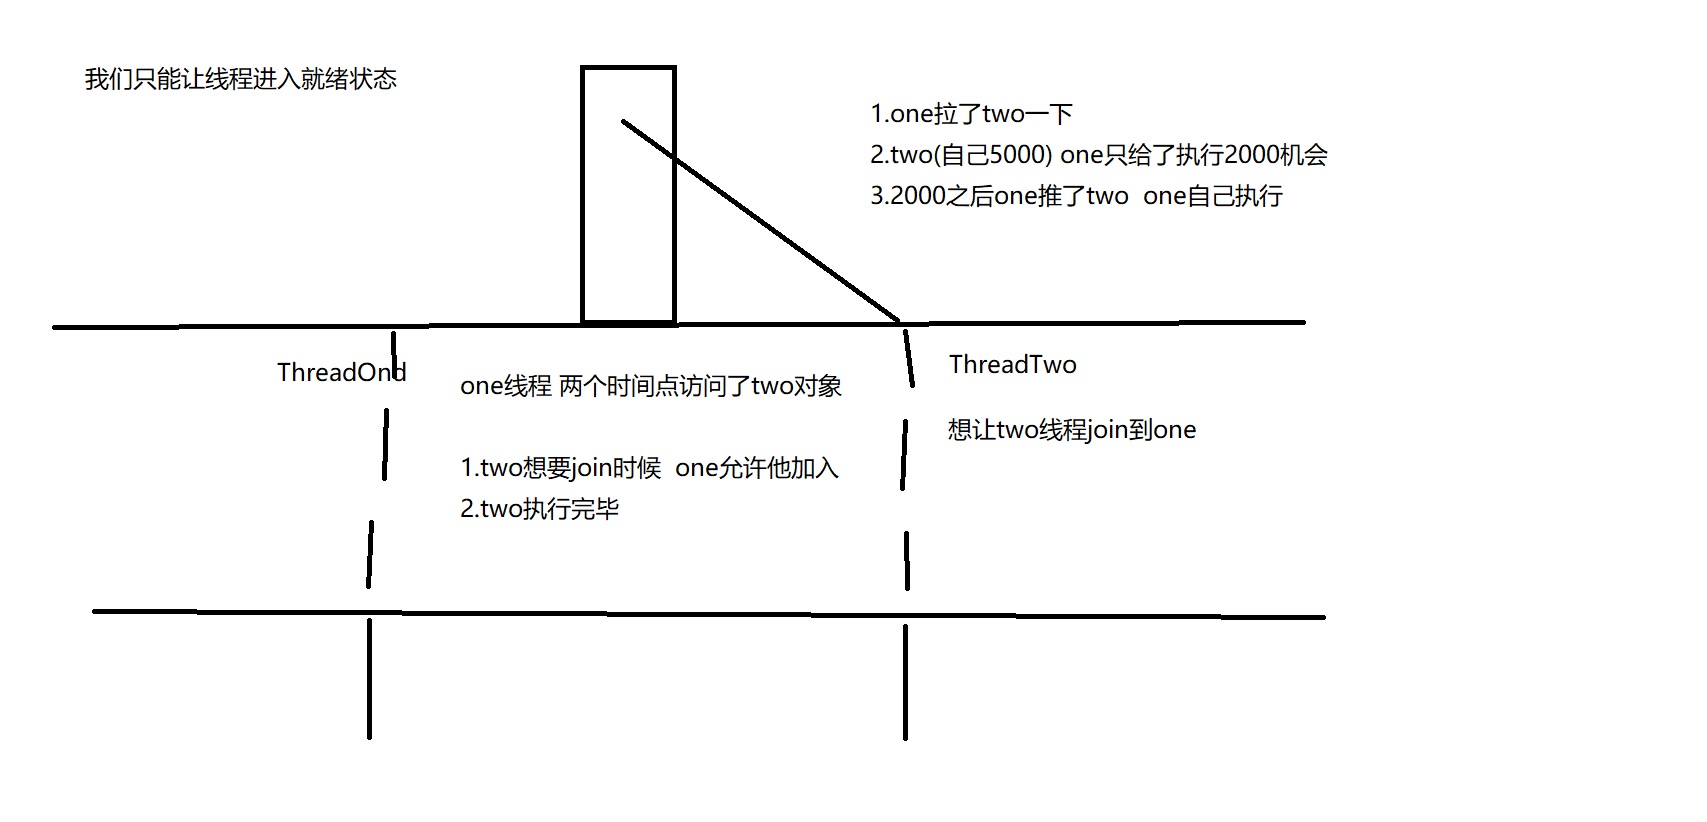 我们只能让线程进入就绪状态
1.one拉了two一下
2.two(自己5000) one只给了执行2000机会
3.2000之后one推了two  one自己执行
ThreadOnd
one线程 两个时间点访问了two对象
1.two想要join时候  one允许他加入
2.two执行完毕
ThreadTwo
想让two线程join到one